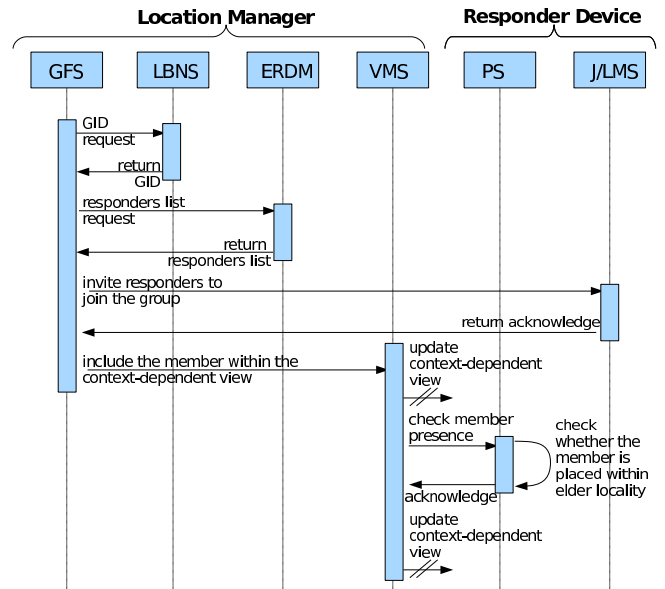 Location Manager
Responder Device
GFS
LBNS
ERDM
VMS
PS
J/LMS
GID
request
return
GID
responders list
request
return
responders list
invite responders to
join the group
return acknowledge
include the member within the
context-dependent view
update
context-dependent
view
check member
presence
check
whether the
member is
placed within
elder locality
acknowledge
update
context-dependent
view